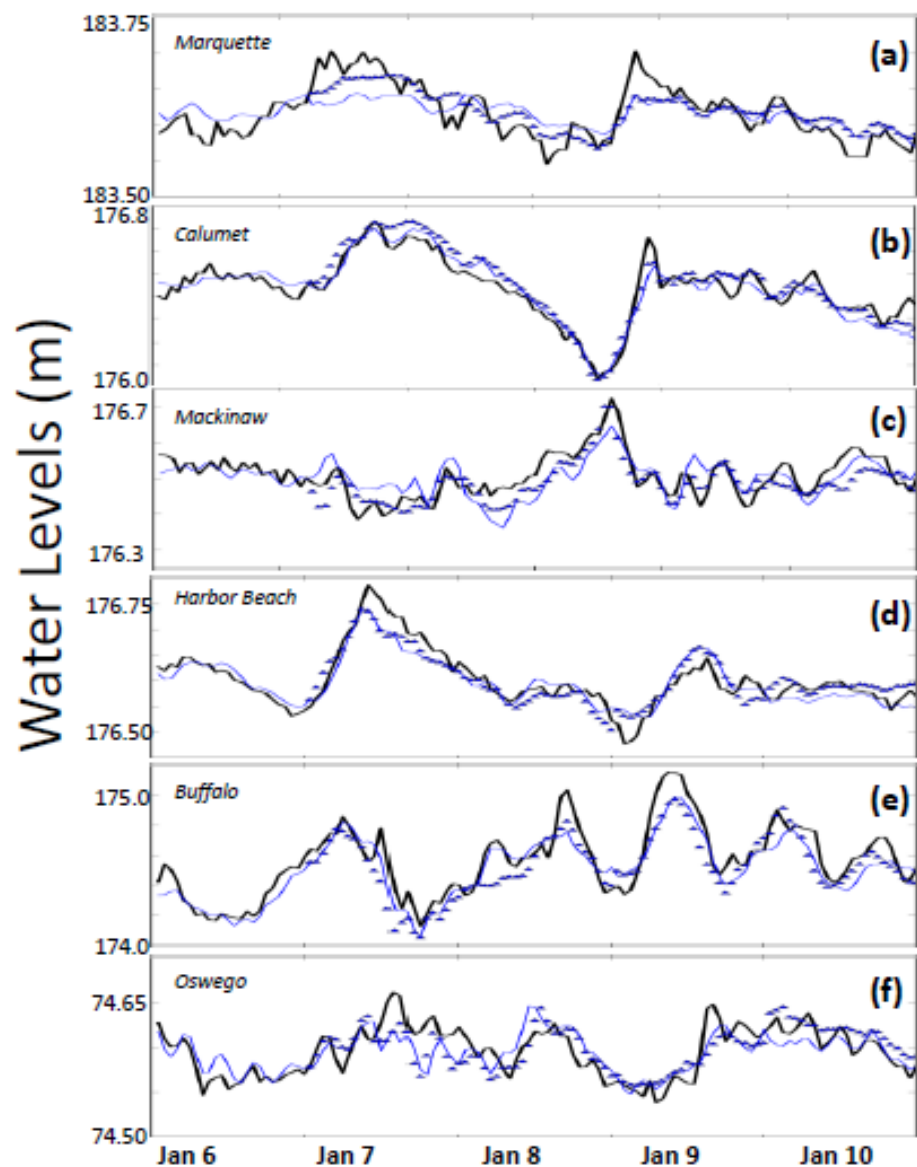 Water Levels (m)
183.75
Marquette
(a)
183.50
176.8
Calumet
(b)
176.0
176.7
Mackinaw
(c)
176.3
176.75
Harbor Beach
(d)
176.50
175.0
Buffalo
(e)
174.0
74.65
Oswego
(f)
74.50
Jan 6 Jan 7 Jan 8 Jan 9 Jan 10